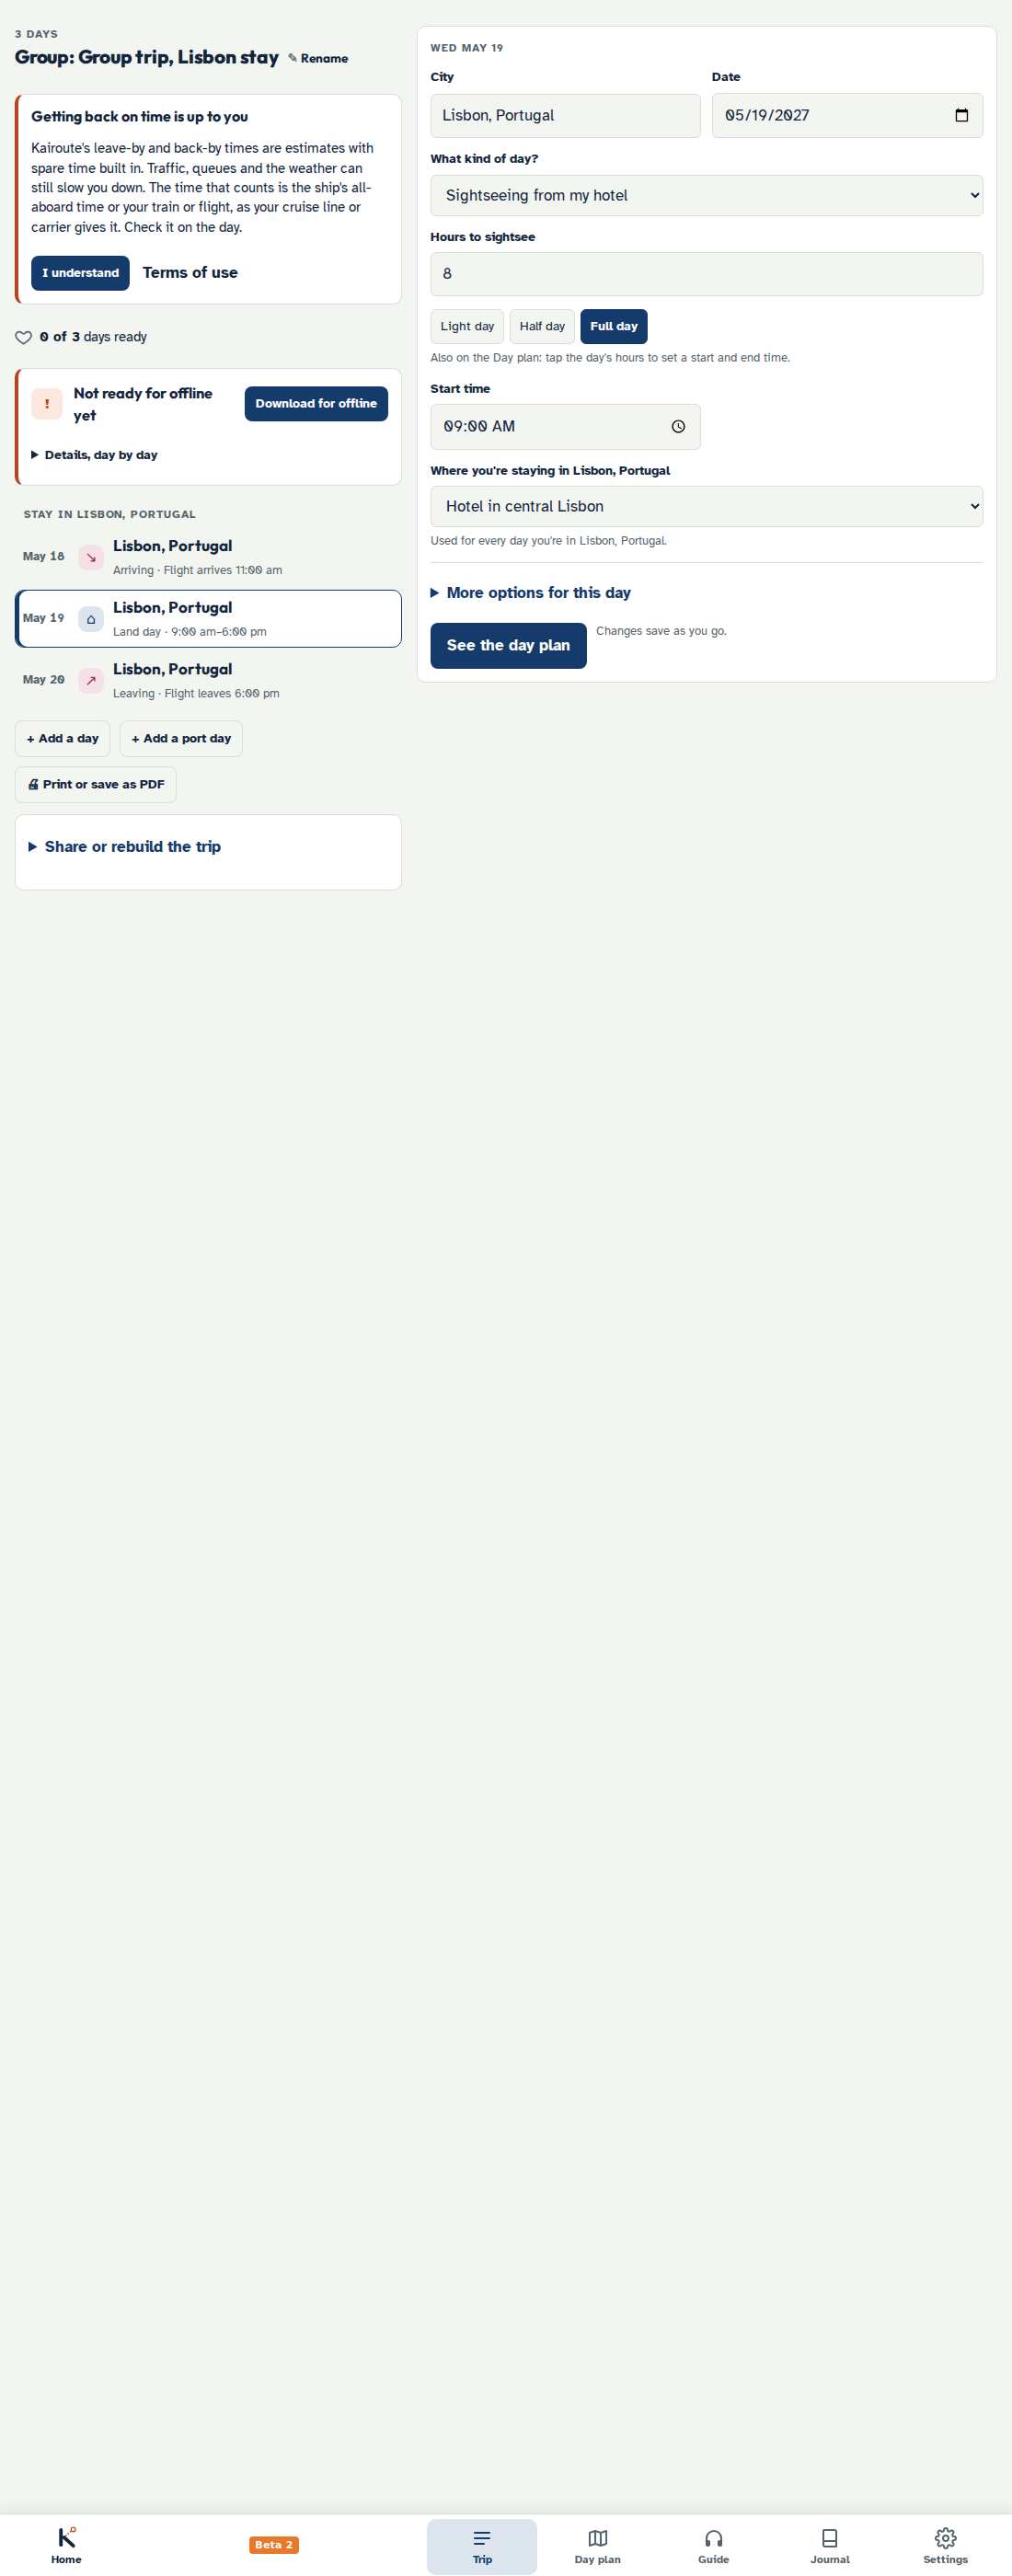 3 DAYS
Group: Group trip, Lisbon stay ✎ Rename
Getting back on time is up to you
Kairoute's leave-by and back-by times are estimates with
spare time built in. Traffic, queues and the weather can
still slow you down. The time that counts is the ship's all-
aboard time or your train or flight, as your cruise line or
carrier gives it. Check it on the day.
I understand
Terms of use
0 of 3 days ready
!
Not ready for offline
yet
Download for offline
Details, day by day
STAY IN LISBON, PORTUGAL
May 18
Lisbon, Portugal
Arriving · Flight arrives 11:00 am
May 19
Lisbon, Portugal
Land day · 9:00 am–6:00 pm
May 20
Lisbon, Portugal
Leaving · Flight leaves 6:00 pm
+ Add a day
+ Add a port day
Print or save as PDF
Share or rebuild the trip
WED MAY 19
City
Date
Lisbon, Portugal
05/19/2027
What kind of day?
Sightseeing from my hotel
Hours to sightsee
8
Light day
Half day
Full day
Also on the Day plan: tap the day's hours to set a start and end time.
Start time
09:00 AM
Where you're staying in Lisbon, Portugal
Hotel in central Lisbon
Used for every day you're in Lisbon, Portugal.
More options for this day
See the day plan
Changes save as you go.
Home
Beta 2
Trip
Day plan
Guide
Journal
Settings